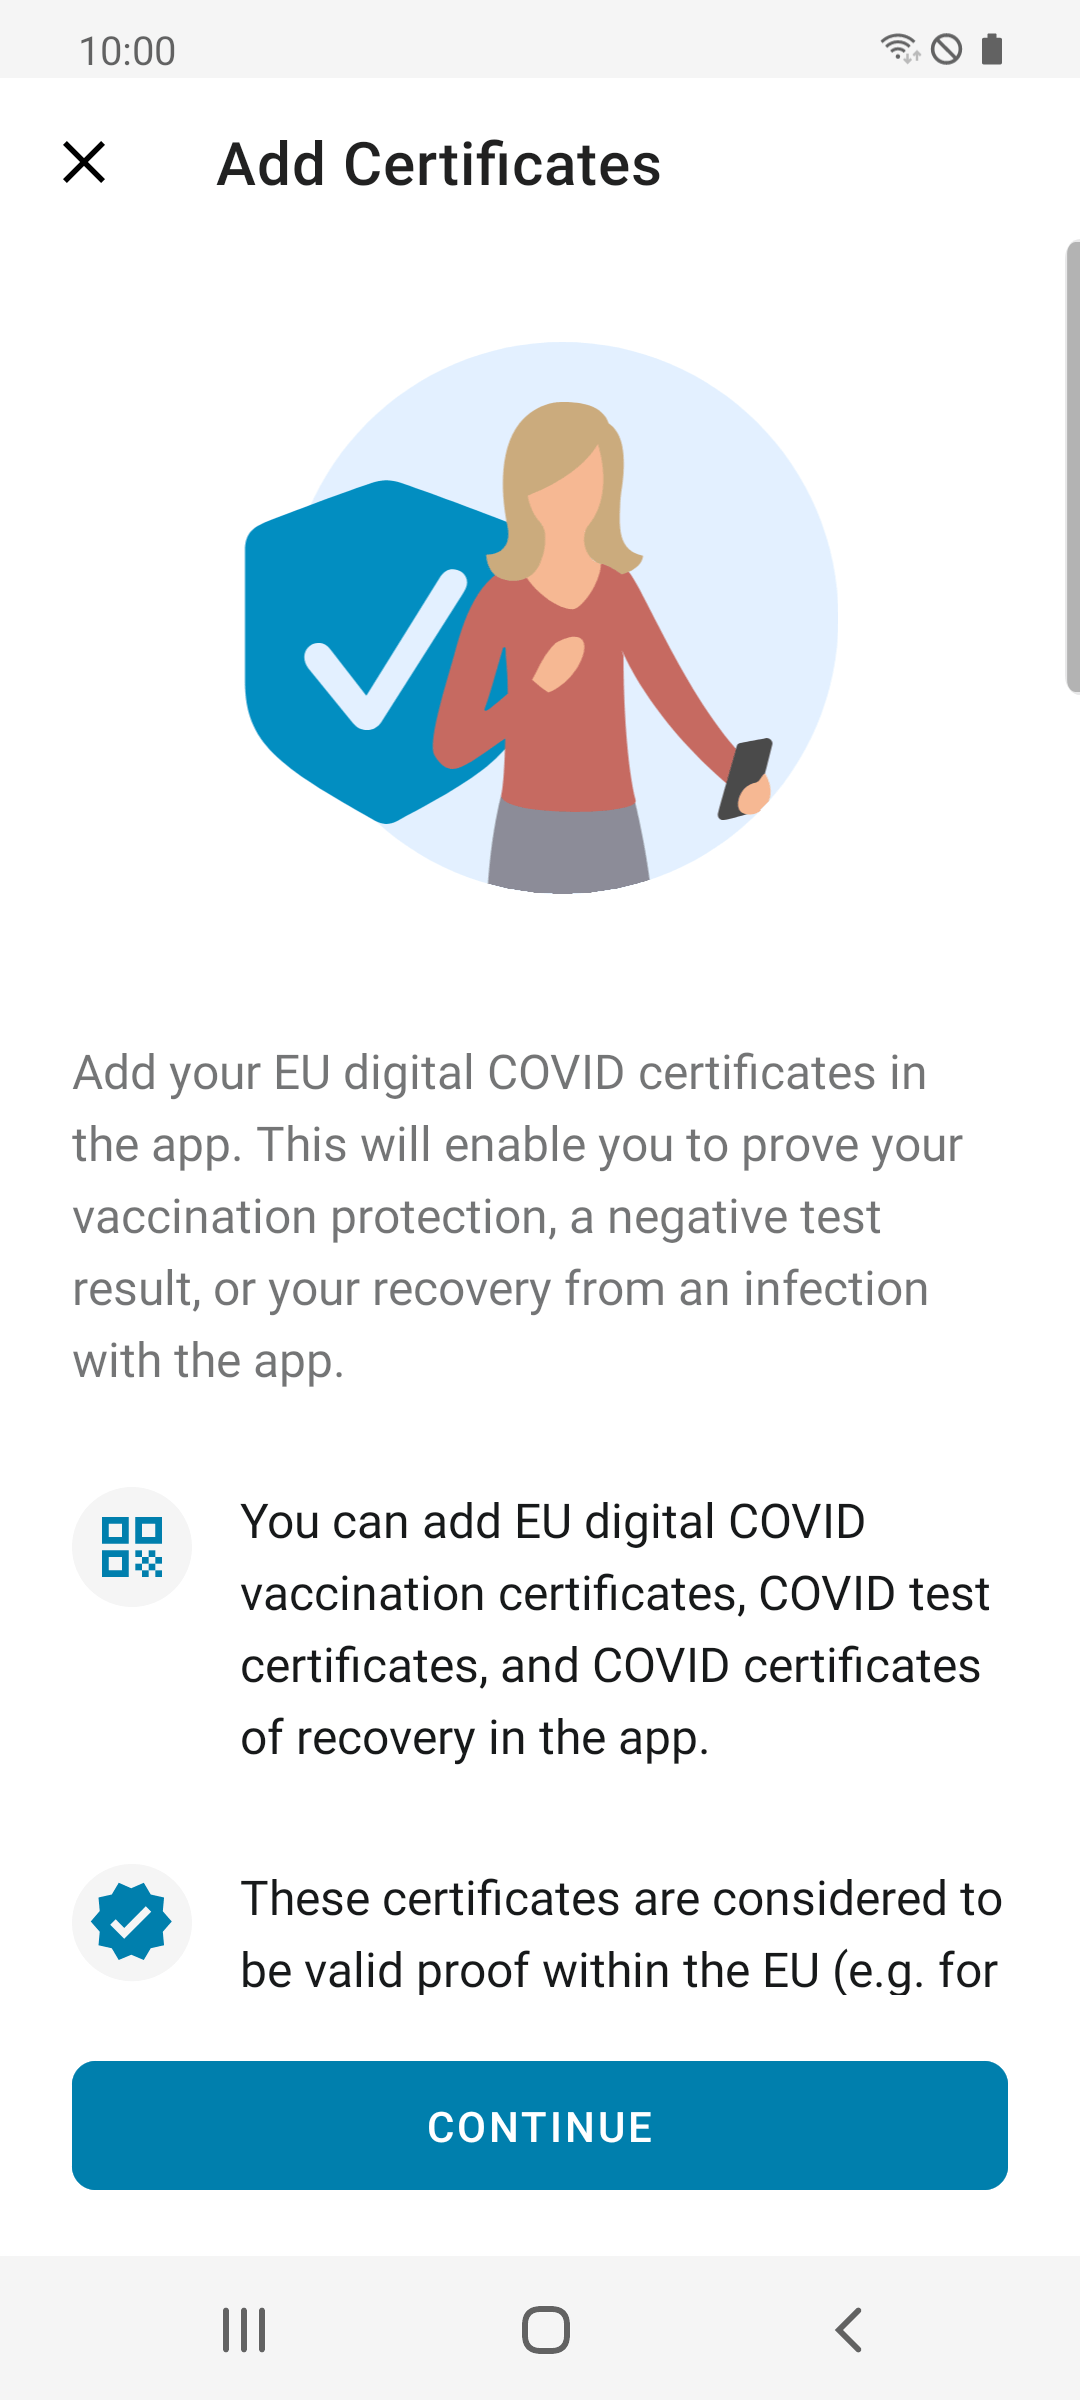 10:00
Add Certificates
Add your EU digital COVID certificates in
the app. This will enable you to prove your
vaccination protection, a negative test
result, or your recovery from an infection
with the app.
You can add EU digital COVID
vaccination certificates, COVID test
certificates, and COVID certificates
of recovery in the app.
These certificates are considered to
be valid proof within the EU (e.g. for
CONTINUE